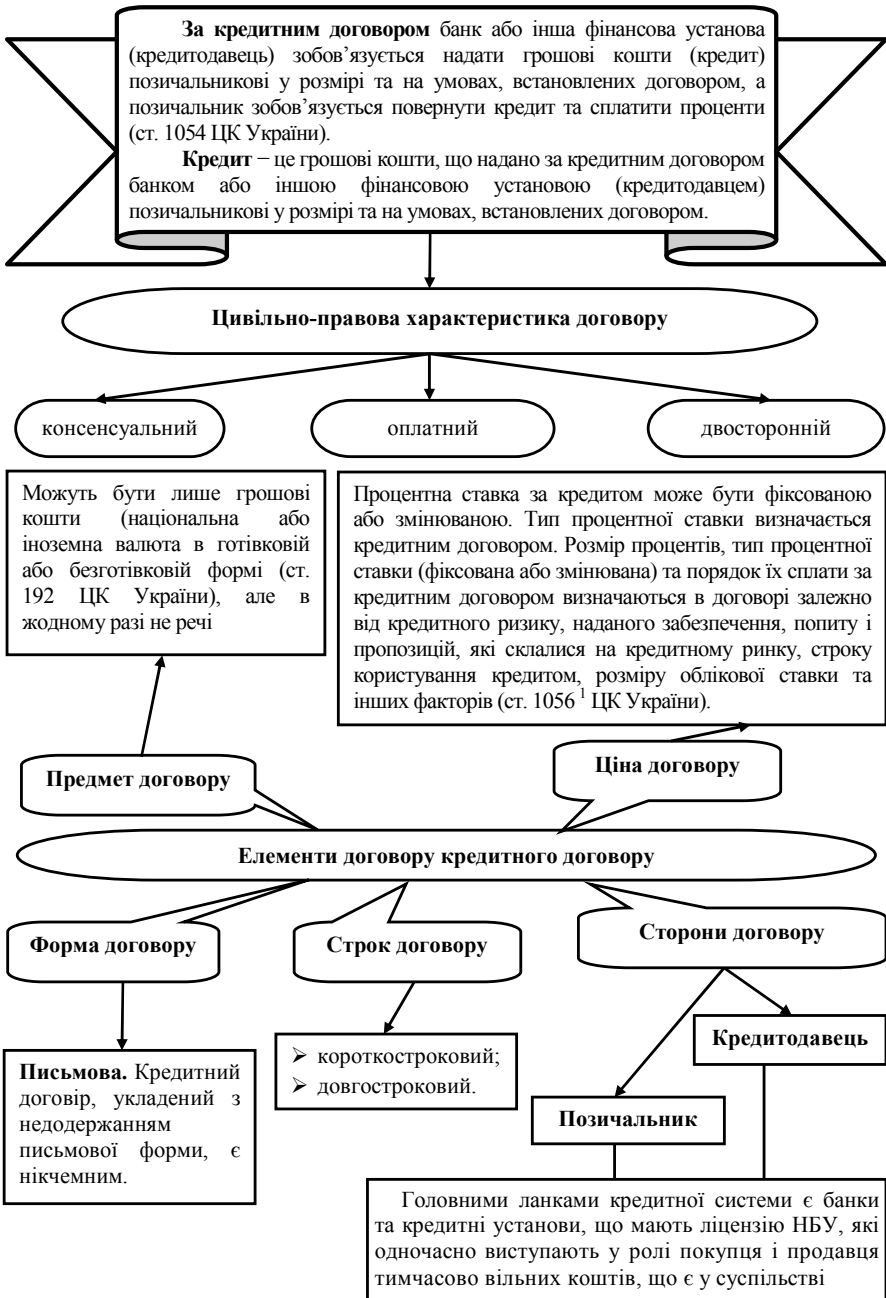 За кредитним договором банк або інша фінансова установа
(кредитодавець) зобов’язується надати грошові кошти (кредит)
позичальникові у розмірі та на умовах, встановлених договором, а
позичальник зобов’язується повернути кредит та сплатити проценти
(ст. 1054 ЦК України).
Кредит − це грошові кошти, що надано за кредитним договором
банком або іншою фінансовою установою (кредитодавцем)
позичальникові у розмірі та на умовах, встановлених договором.
Цивільно-правова характеристика договору
консенсуальний
оплатний
двосторонній
Можуть бути лише грошові
кошти (національна або
іноземна валюта в готівковій
або безготівковій формі (ст.
192 ЦК України), але в
жодному разі не речі
Процентна ставка за кредитом може бути фіксованою
або змінюваною. Тип процентної ставки визначається
кредитним договором. Розмір процентів, тип процентної
ставки (фіксована або змінювана) та порядок їх сплати за
кредитним договором визначаються в договорі залежно
від кредитного ризику, наданого забезпечення, попиту і
пропозицій, які склалися на кредитному ринку, строку
користування кредитом, розміру облікової ставки та
інших факторів (ст. 1056 ¹ ЦК України).
Предмет договору
Ціна договору
Елементи договору кредитного договору
Форма договору
Строк договору
Сторони договору
Письмова. Кредитний
договір, укладений з
недодержанням
письмової форми, є
нікчемним.
➢ короткостроковий;
➢ довгостроковий.
Кредитодавець
Позичальник
Головними ланками кредитної системи є банки
та кредитні установи, що мають ліцензію НБУ, які
одночасно виступають у ролі покупця і продавця
тимчасово вільних коштів, що є у суспільстві